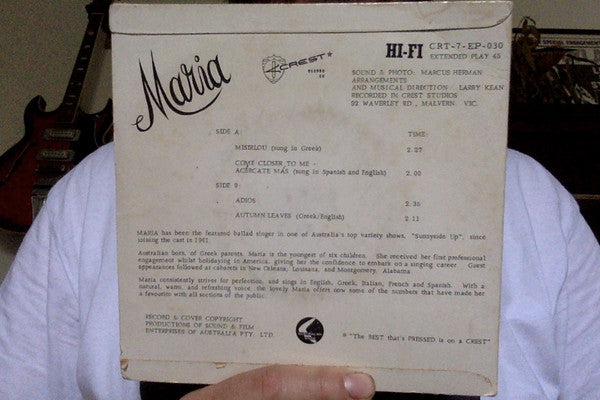 Maria
CREST
RECORD
CO
HI-FI CRT-7-EP-030
EXTENDED PLAY 45
SOUND & PHOTO: MARCUS HERMAN
ARRANGEMENTS
AND MUSICAL DIRECTION: LARRY KEAN
RECORDED IN CREST STUDIOS
92 WAVERLEY RD., MALVERN. VIC.
SIDE A: TIME:
MISIRLOU (sung in Greek) 2.27
COME CLOSER TO ME -
ACERCATE MAS (sung in Spanish and English) 2.00
SIDE B:
ADIOS 2.35
AUTUMN LEAVES (Greek/English) 2.11
MARIA has been the featured ballad singer in one of Australia's top variety shows, "Sunnyside Up", since
joining the cast in 1961.
Australian born, of Greek parents, Maria is the youngest of six children. She received her first professional
engagement whilst holidaying in America, giving her the confidence to embark on a singing career. Guest
appearances followed at cabarets in New Orleans, Louisana, and Montgomery, Alabama
Maria consistently strives for perfection, and sings in English, Greek, Italian, French and Spanish. With a
natural, warm, and refreshing voice, the lovely Maria offers now some of the numbers that have made her
a favourite with all sections of the public.
RECORD & COVER COPYRIGHT
PRODUCTIONS OF SOUND & FILM
ENTERPRISES OF AUSTRALIA PTY. LTD.
* "The BEST that's PRESSED is on a CREST"
SPECIAL ENGAGEMENT